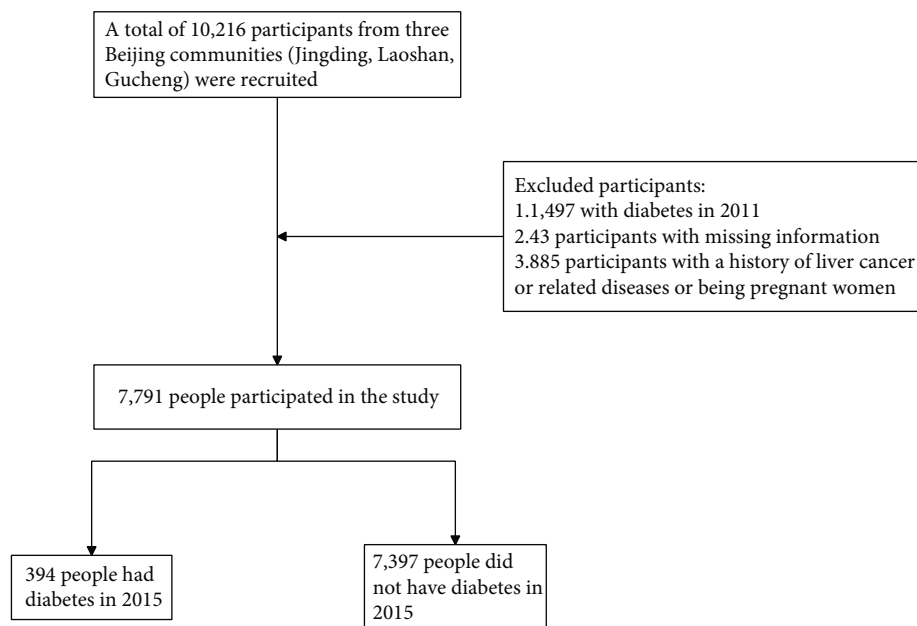 A total of 10,216 participants from three
Beijing communities (Jingding, Laoshan,
Gucheng) were recruited
Excluded participants:
1.1,497 with diabetes in 2011
2.43 participants with missing information
3.885 participants with a history of liver cancer
or related diseases or being pregnant women
7,791 people participated in the study
394 people had
diabetes in 2015
7,397 people did
not have diabetes in
2015